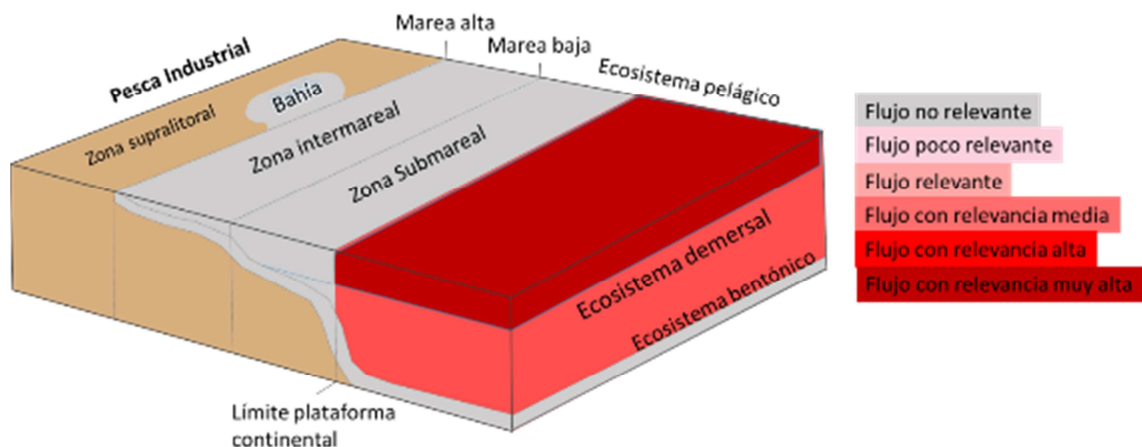 Marea alta
Marea baja
Ecosistema pelágico
Pesca Industrial
Bahía
Zona supralitoral
Zona intermareal
Zona Submareal
Ecosistema demersal
Ecosistema bentónico
Límite plataforma
continental
Flujo no relevante
Flujo poco relevante
Flujo relevante
Flujo con relevancia media
Flujo con relevancia alta
Flujo con relevancia muy alta